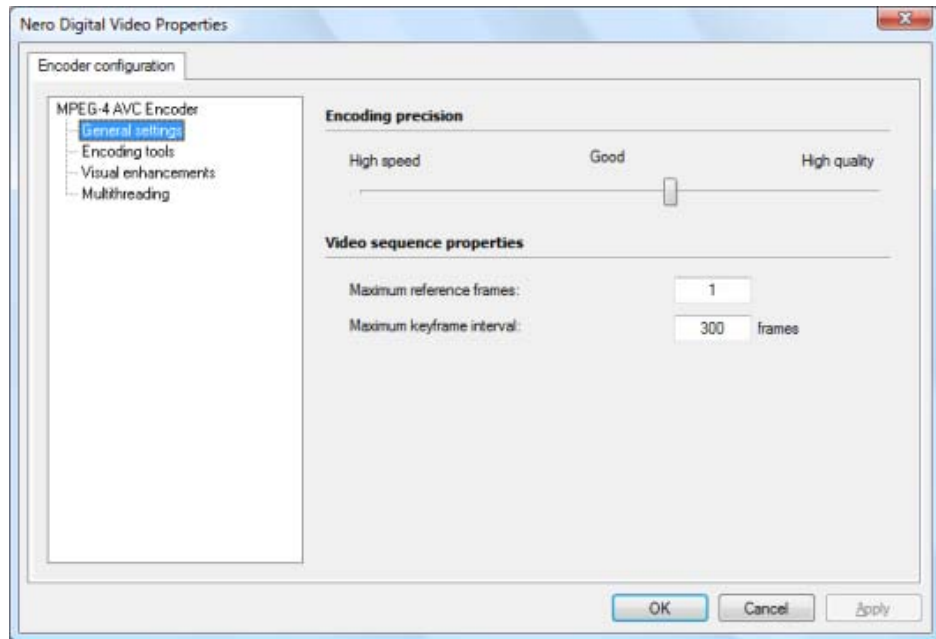 Nero Digital Video Properties
Encoder configuration
MPEG-4 AVC Encoder
General settings
Encoding tools
Visual enhancements
Multithreading
Encoding precision
High speed
Good
High quality
Video sequence properties
Maximum reference frames:
1
Maximum keyframe interval:
300
frames
OK
Cancel
Apply